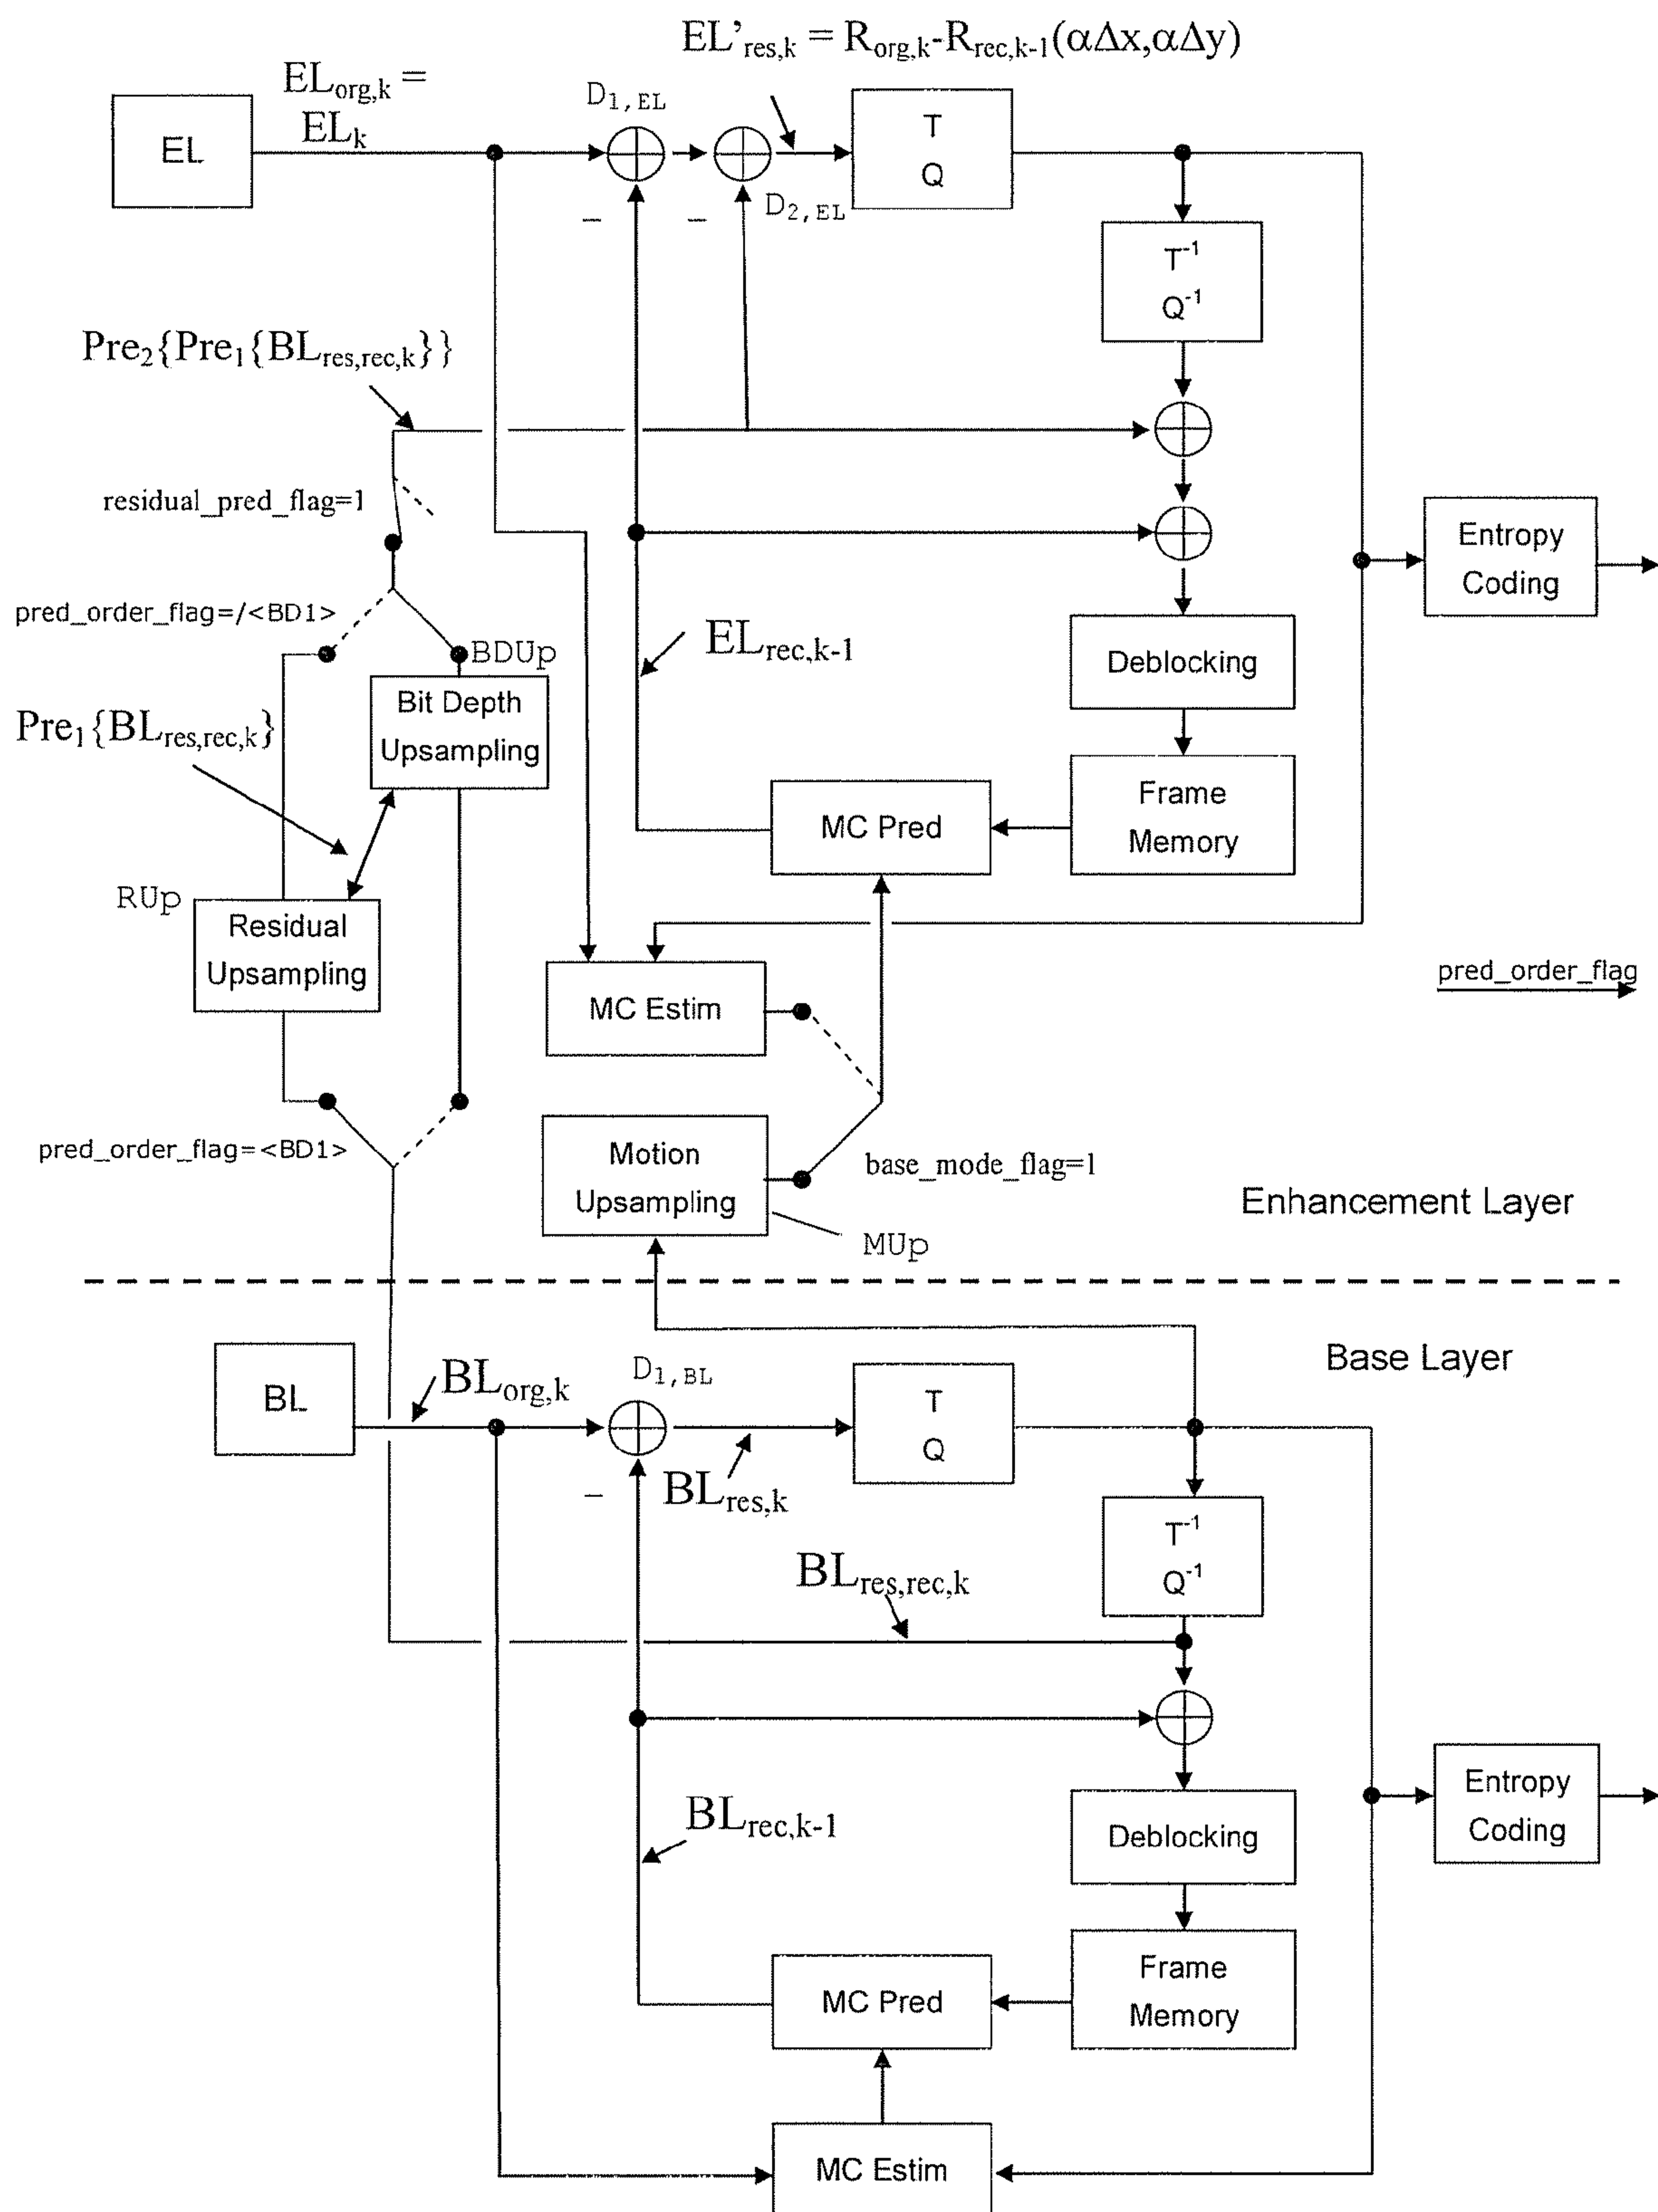 EL'res,k = Rorg,k-Rrec,k-1(αΔx,αΔy)
ELorg,k =
ELk
EL
D1,EL
T
Q
D2,EL
–
–
T-1
Q-1
Pre2{Pre1{BLres,rec,k}}
residual_pred_flag=1
Entropy
Coding
pred_order_flag=/<BD1>
BDUp
ELrec,k-1
Deblocking
Bit Depth
Upsampling
Pre1{BLres,rec,k}
Frame
Memory
MC Pred
RUp
Residual
Upsampling
pred_order_flag
MC Estim
pred_order_flag=<BD1>
Motion
Upsampling
base_mode_flag=1
MUp
Enhancement Layer
Base Layer
BL
BLorg,k
D1,BL
T
Q
–
BLres,k
T-1
Q-1
BLres,rec,k
Entropy
Coding
BLrec,k-1
Deblocking
Frame
Memory
MC Pred
MC Estim